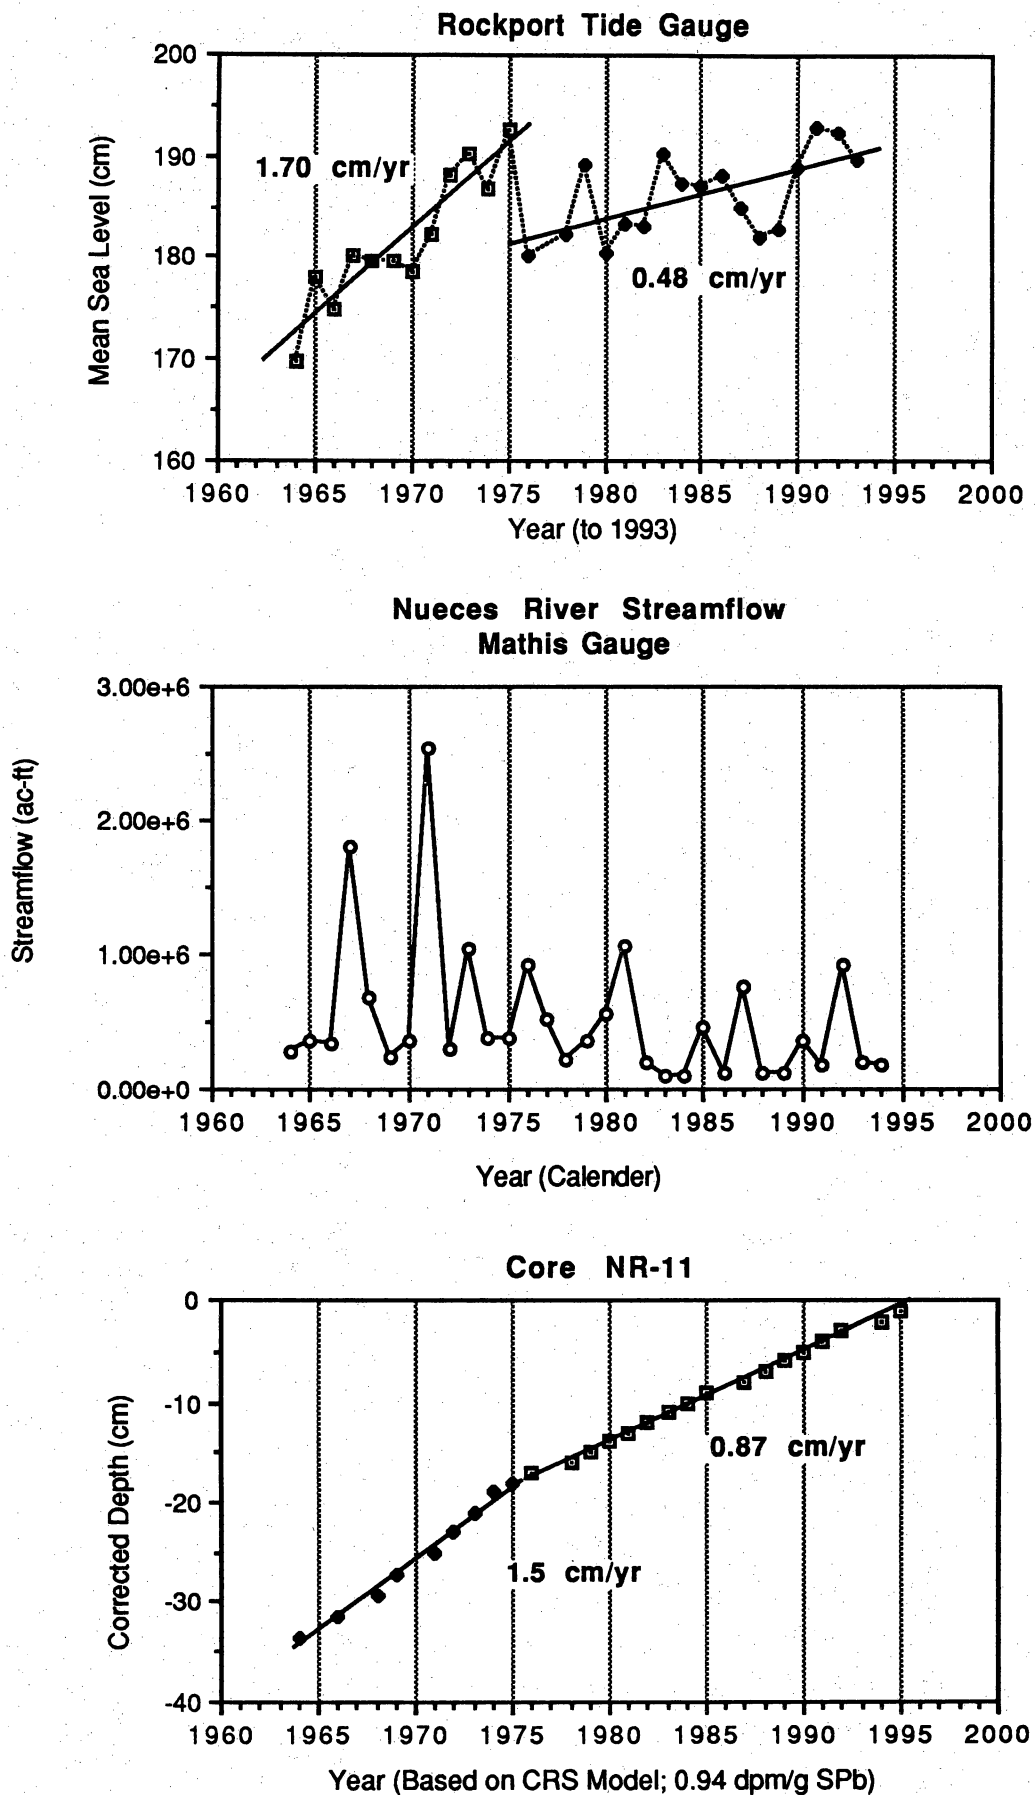 Rockport Tide Gauge
200
190
180
170
160
Mean Sea Level (cm)
1.70 cm/yr
0.48 cm/yr
1960 1965 1970 1975 1980 1985 1990 1995 2000
Year (to 1993)
Nueces River Streamflow
Mathis Gauge
3.00e+6
2.00e+6
1.00e+6
0.00e+0
Streamflow (ac-ft)
1960 1965 1970 1975 1980 1985 1990 1995 2000
Year (Calender)
Core NR-11
0
-10
-20
-30
-40
Corrected Depth (cm)
0.87 cm/yr
1.5 cm/yr
1960 1965 1970 1975 1980 1985 1990 1995 2000
Year (Based on CRS Model; 0.94 dpm/g SPb)